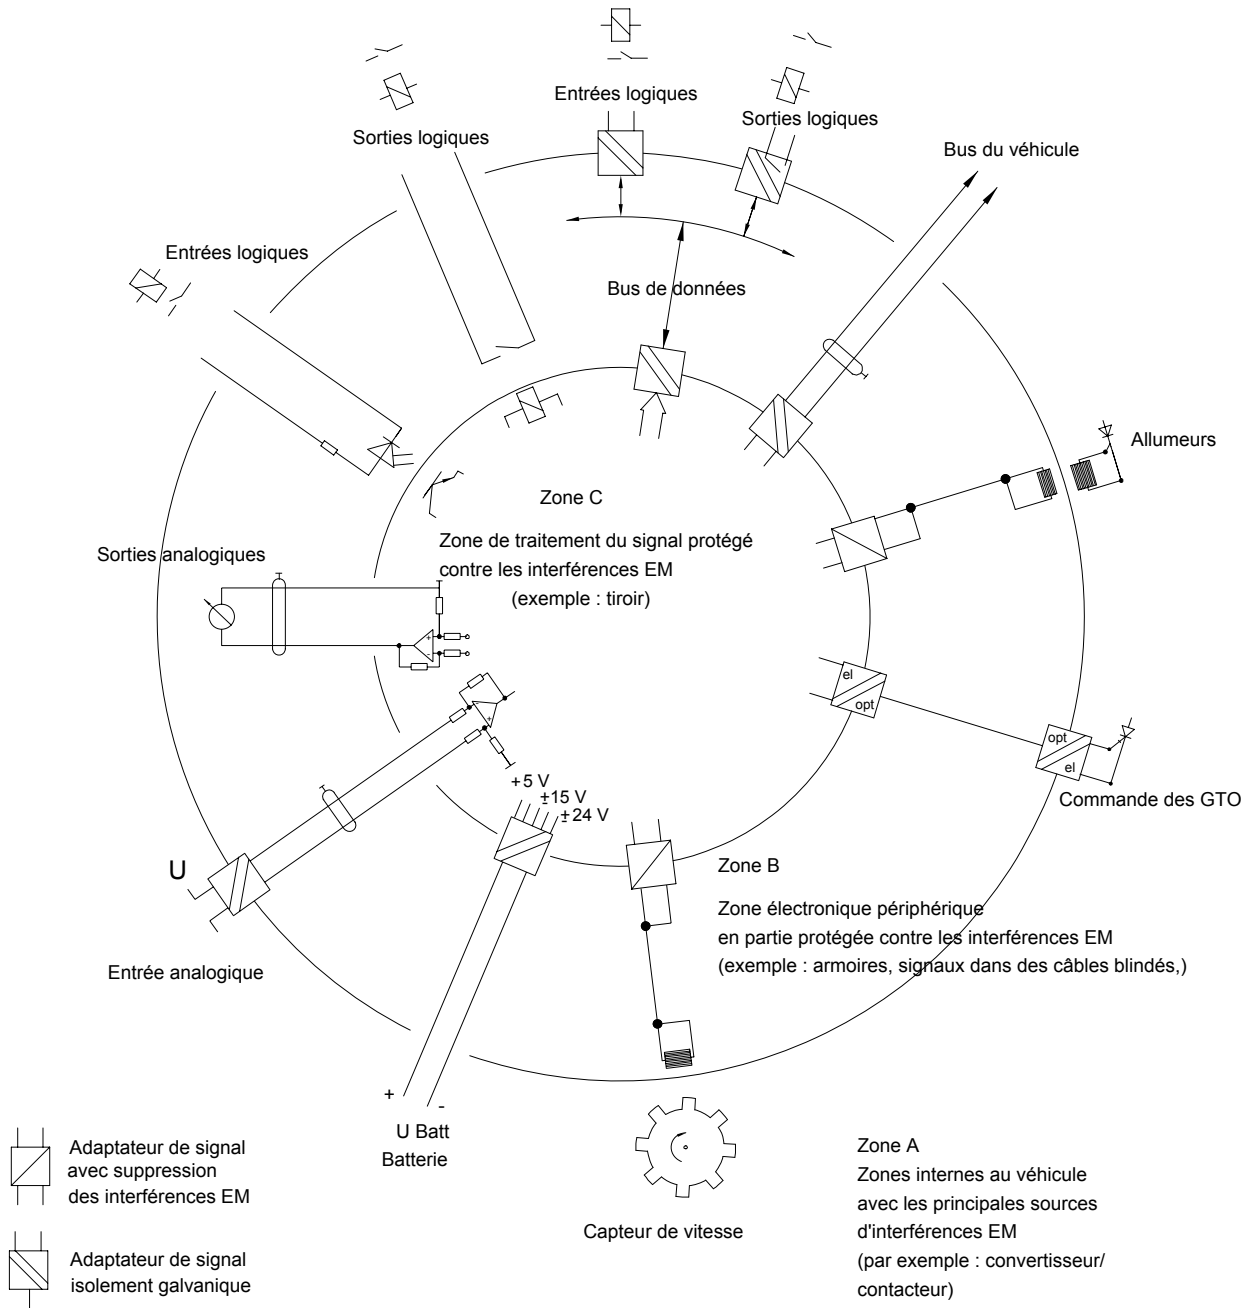 Entrées logiques
Sorties logiques
Sorties logiques
Bus du véhicule
Entrées logiques
Bus de données
Allumeurs
Zone C
Zone de traitement du signal protégé
contre les interférences EM
(exemple : tiroir)
Sorties analogiques
el
opt
opt
el
Commande des GTO
+5 V
±15 V
±24 V
U
Entrée analogique
Zone B
Zone électronique périphérique
en partie protégée contre les interférences EM
(exemple : armoires, signaux dans des câbles blindés,)
+
-
U Batt
Batterie
Capteur de vitesse
Zone A
Zones internes au véhicule
avec les principales sources
d'interférences EM
(par exemple : convertisseur/
contacteur)
Adaptateur de signal
avec suppression
des interférences EM
Adaptateur de signal
isolement galvanique